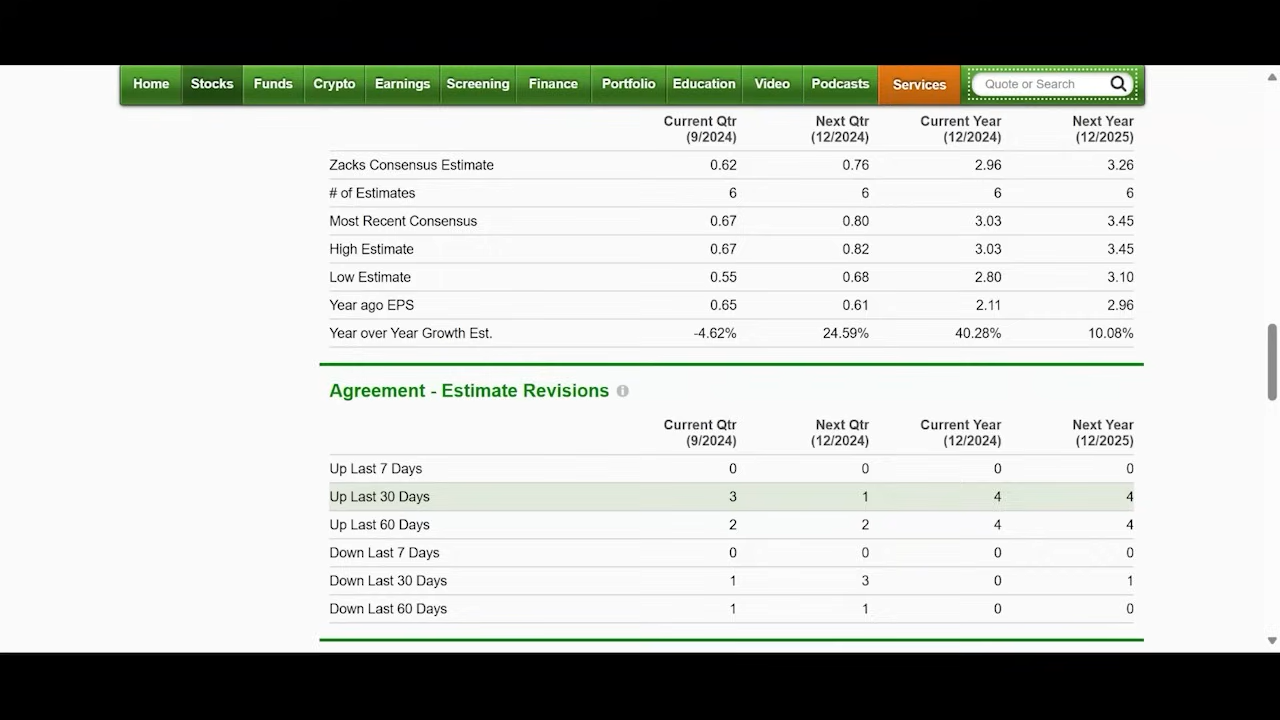 Home Stocks Funds Crypto Earnings Screening Finance Portfolio Education Video Podcasts Services Quote or Search
Current Qtr Next Qtr Current Year Next Year
(9/2024) (12/2024) (12/2024) (12/2025)
Zacks Consensus Estimate 0.62 0.76 2.96 3.26
# of Estimates 6 6 6 6
Most Recent Consensus 0.67 0.80 3.03 3.45
High Estimate 0.67 0.82 3.03 3.45
Low Estimate 0.55 0.68 2.80 3.10
Year ago EPS 0.65 0.61 2.11 2.96
Year over Year Growth Est. -4.62% 24.59% 40.28% 10.08%
Agreement - Estimate Revisions
Current Qtr Next Qtr Current Year Next Year
(9/2024) (12/2024) (12/2024) (12/2025)
Up Last 7 Days 0 0 0 0
Up Last 30 Days 3 1 4 4
Up Last 60 Days 2 2 4 4
Down Last 7 Days 0 0 0 0
Down Last 30 Days 1 3 0 1
Down Last 60 Days 1 1 0 0